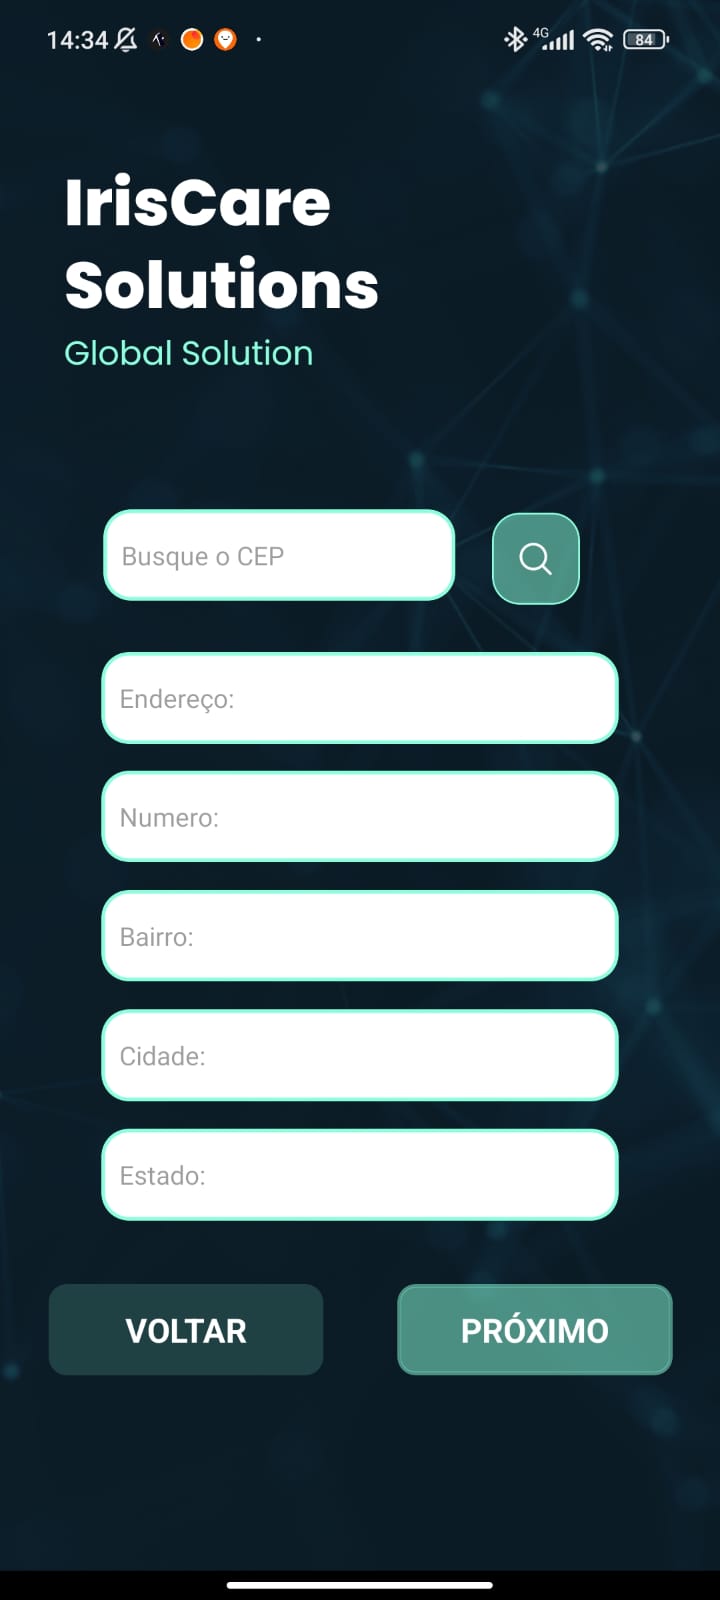 14:34
4G
84
IrisCare
Solutions
Global Solution
Busque o CEP
Endereço:
Numero:
Bairro:
Cidade:
Estado:
VOLTAR
PRÓXIMO